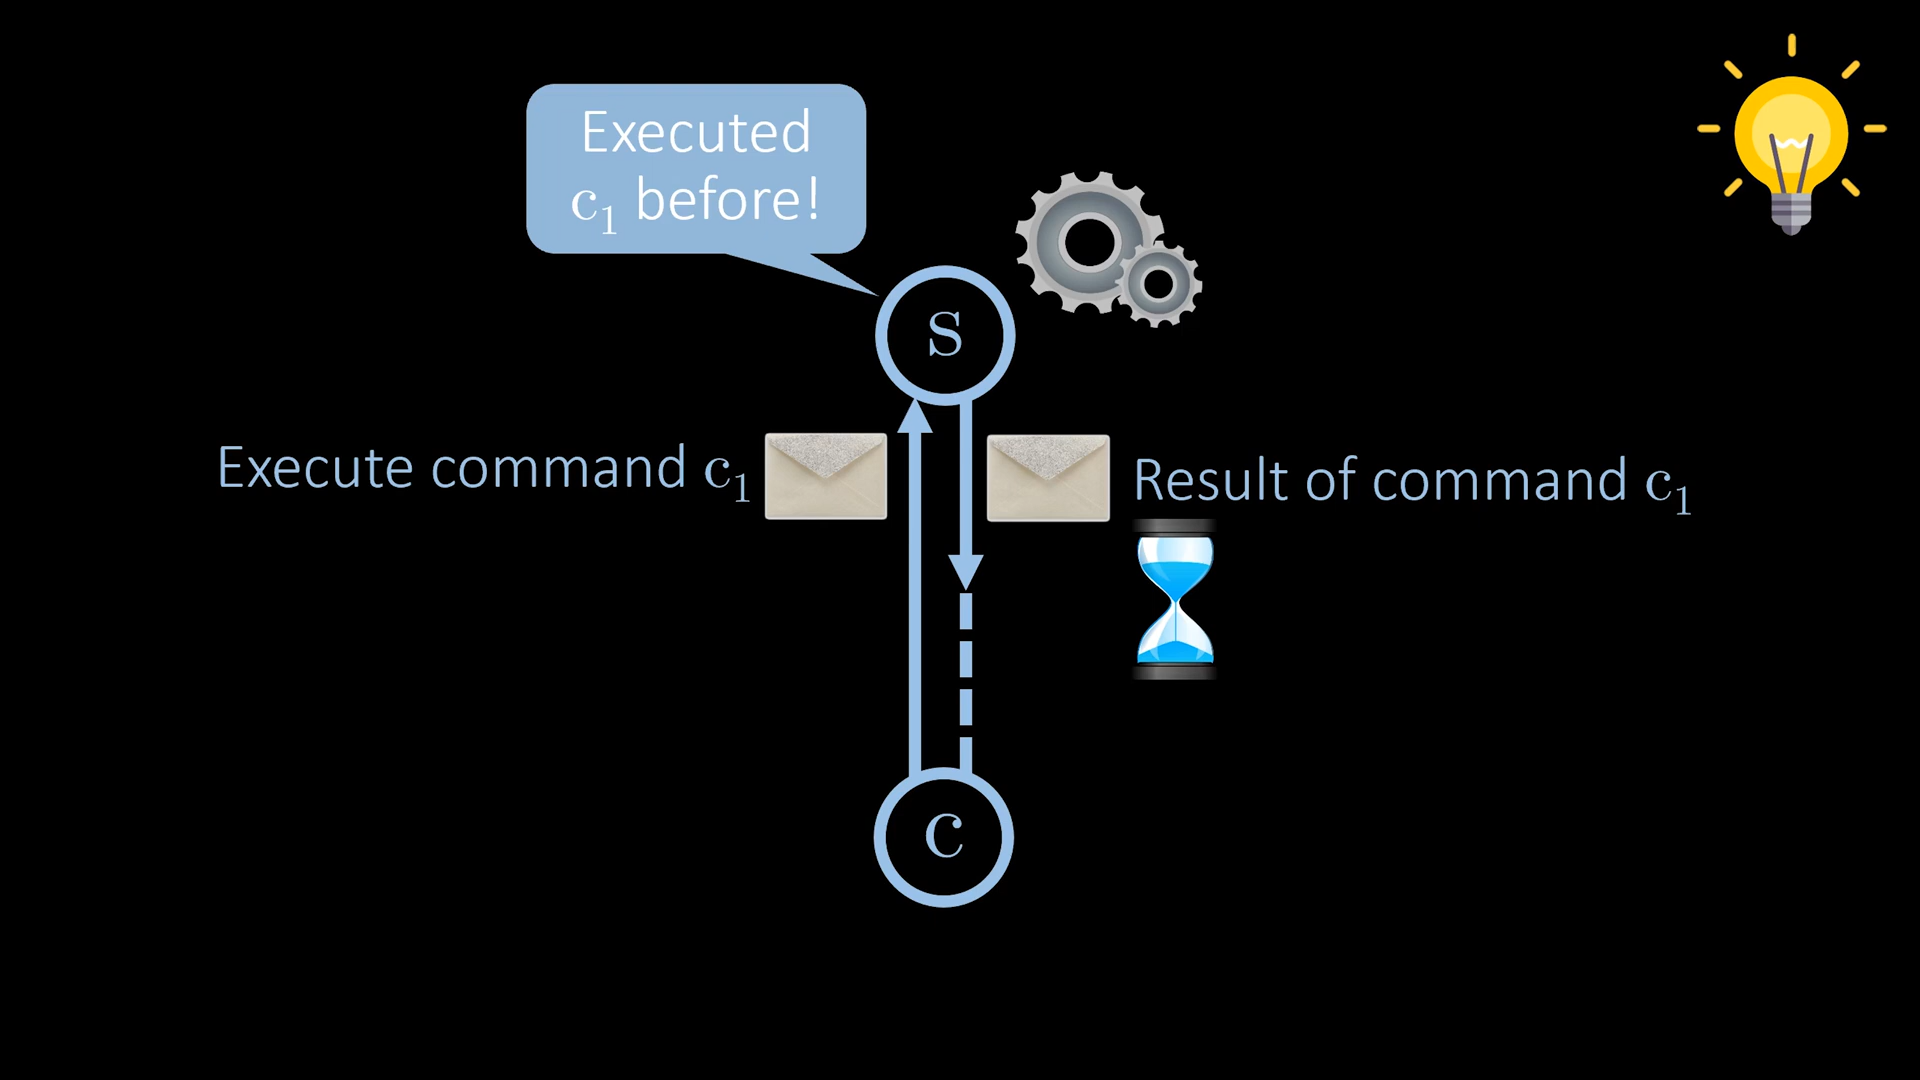 Executed
c₁ before!
s
Execute command c₁
Result of command c₁
c